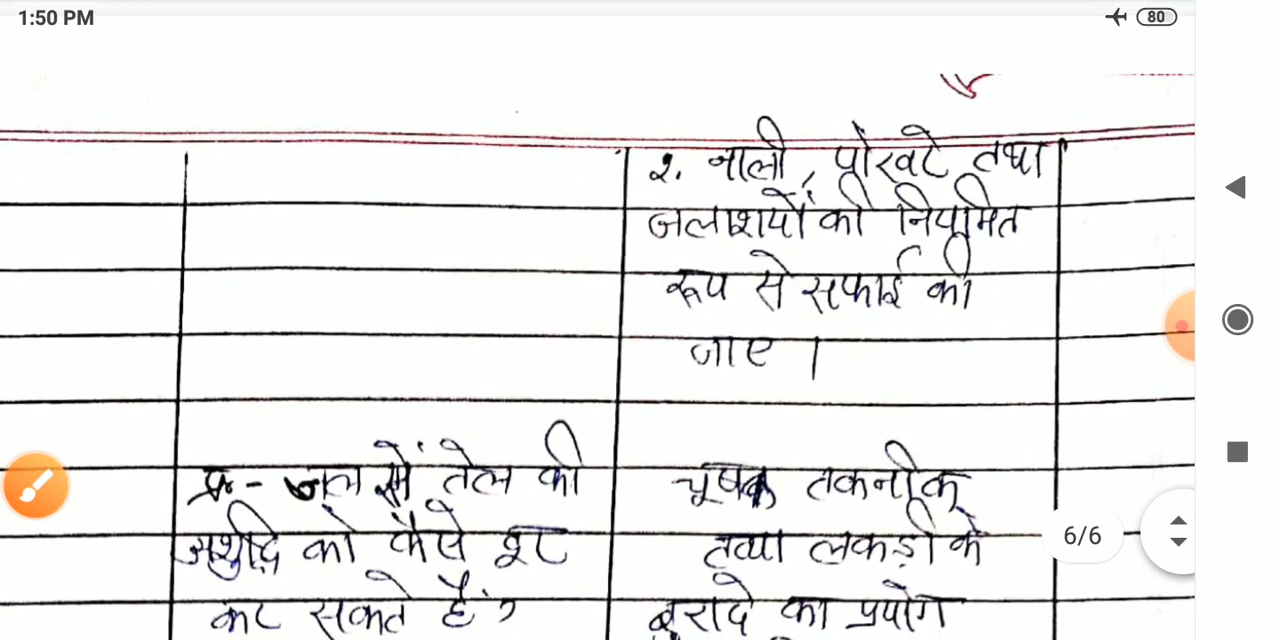 1:50 PM
80
2. नाली, पोखटे तथा
जलाशयों की नियमित
रूप से सफाई की
जाए।
प्र - जल से तेल की
अशुद्धि को कैसे दूर
कर सकते हैं?
चूषक तकनीक
तथा लकड़ी के
बुरादे का प्रयोग
6/6